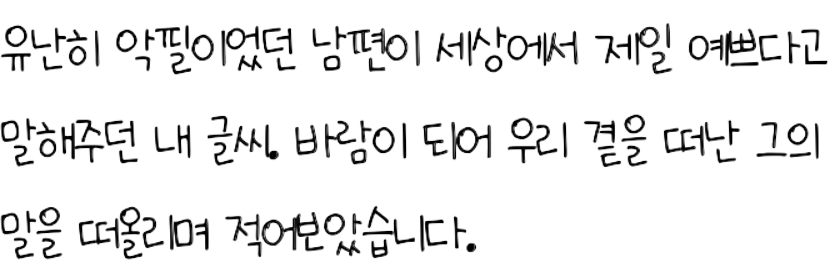 유난히 악필이었던 남편이 세상에서 제일 예쁘다고
말해주던 내 글씨. 바람이 되어 우리 곁을 떠난 그의
말을 떠올리며 적어보았습니다.